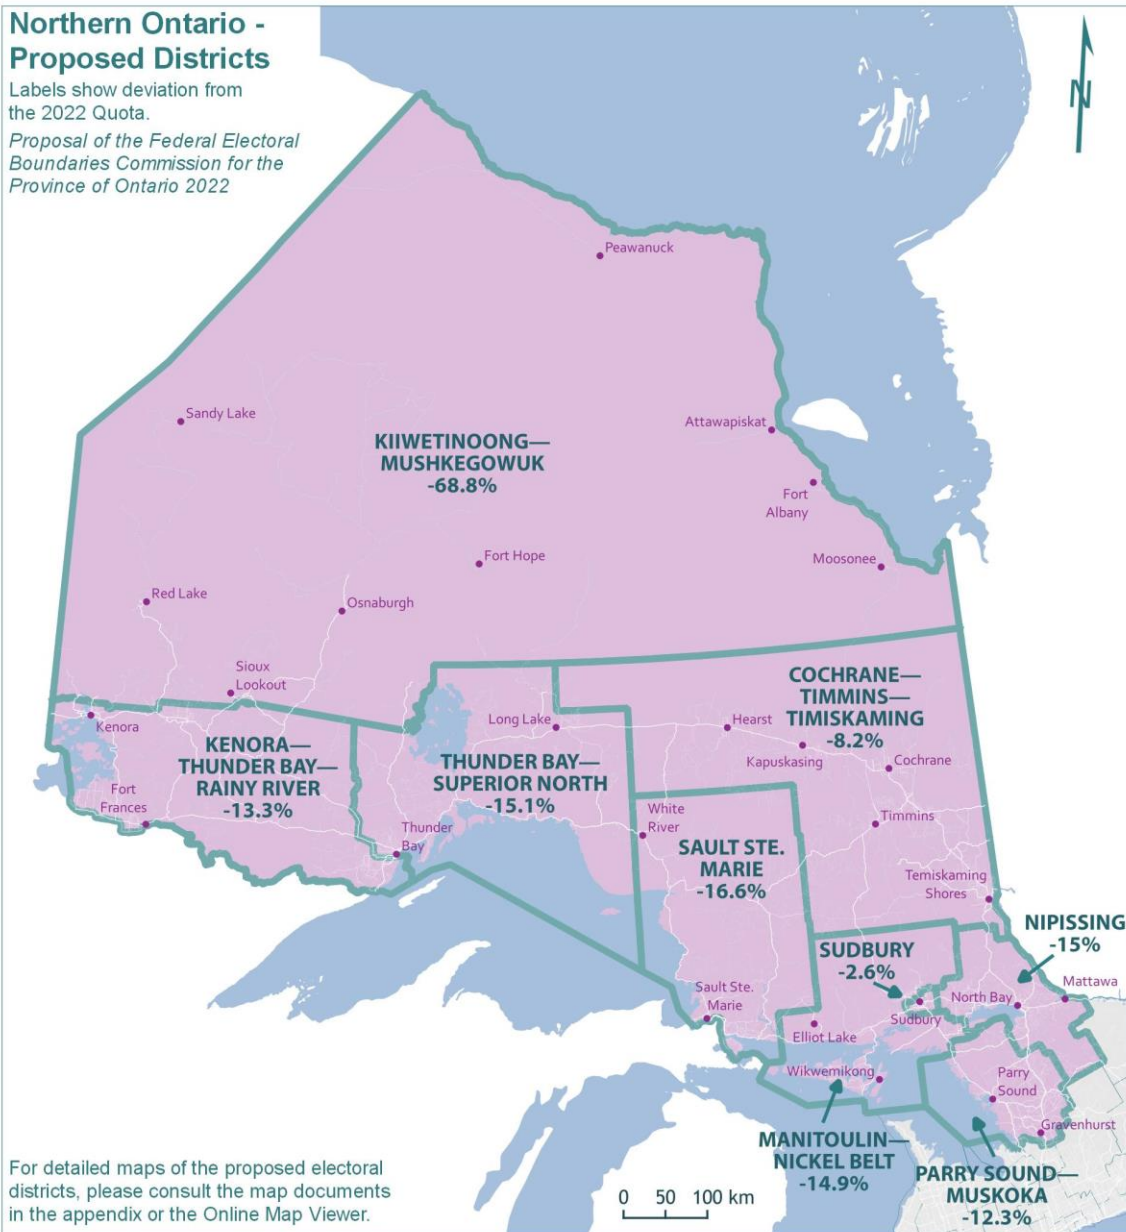 Northern Ontario -
Proposed Districts
Labels show deviation from
the 2022 Quota.
Proposal of the Federal Electoral
Boundaries Commission for the
Province of Ontario 2022
N
Peawanuck
Sandy Lake
Attawapiskat
KIIWETINOONG—
MUSHKEGOWUK
-68.8%
Fort
Albany
Fort Hope
Moosonee
Red Lake
Osnaburgh
Sioux
Lookout
COCHRANE—
TIMMINS—
TIMISKAMING
-8.2%
Kenora
Long Lake
Hearst
Kapuskasing
Cochrane
KENORA—
THUNDER BAY—
RAINY RIVER
-13.3%
THUNDER BAY—
SUPERIOR NORTH
-15.1%
Fort
Frances
Thunder
Bay
White
River
Timmins
SAULT STE.
MARIE
-16.6%
Temiskaming
Shores
NIPISSING
-15%
SUDBURY
-2.6%
Mattawa
Sault Ste.
Marie
North Bay
Sudbury
Elliot Lake
Wikwemikong
Parry
Sound
Gravenhurst
MANITOULIN—
NICKEL BELT
-14.9%
PARRY SOUND—
MUSKOKA
-12.3%
For detailed maps of the proposed electoral
districts, please consult the map documents
in the appendix or the Online Map Viewer.
0 50 100 km